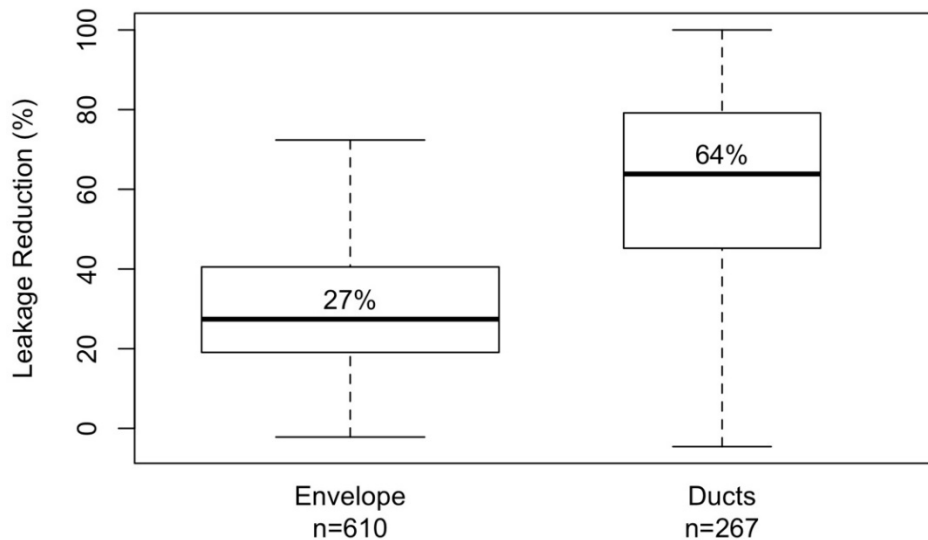 Leakage Reduction (%)
100
80
60
40
20
0
27%
64%
Envelope
n=610
Ducts
n=267